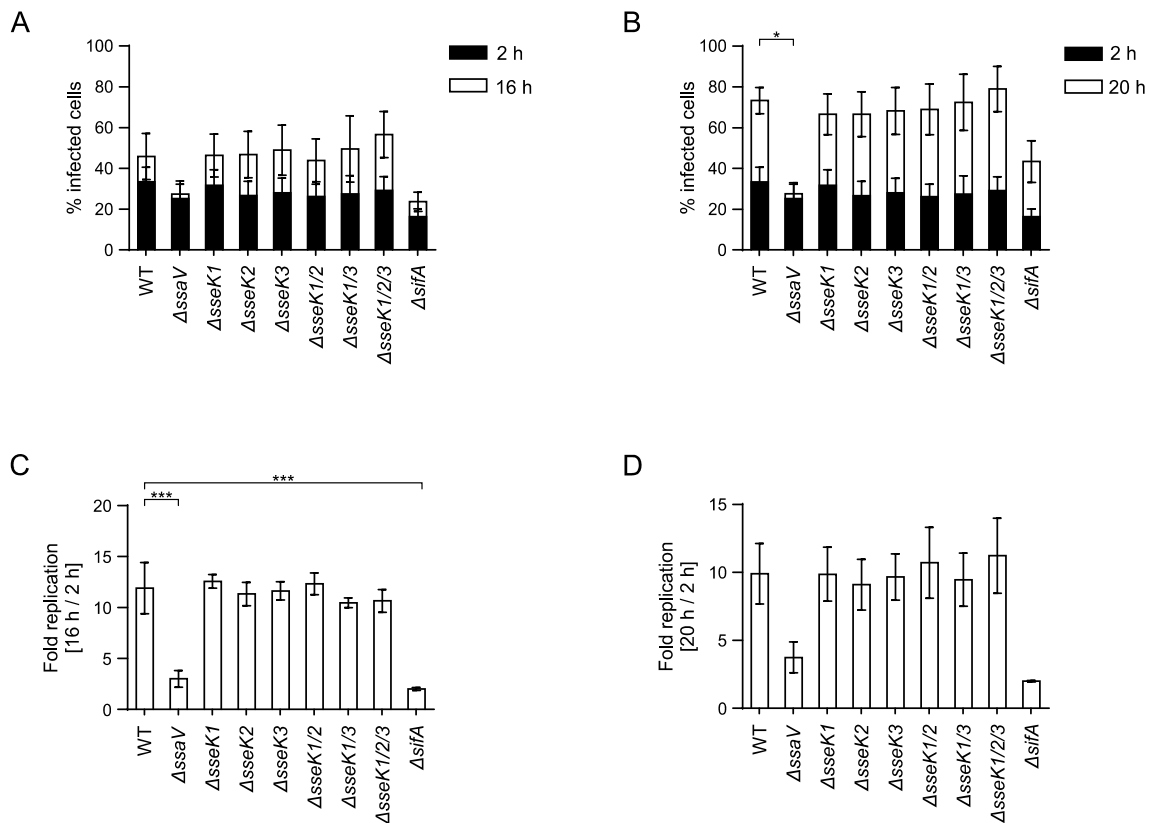 A
% infected cells
100
80
60
40
20
0
WT
ΔssaV
ΔsseK1
ΔsseK2
ΔsseK3
ΔsseK1/2
ΔsseK1/3
ΔsseK1/2/3
ΔsifA
2 h
16 h
B
% infected cells
100
80
60
40
20
0
*
WT
ΔssaV
ΔsseK1
ΔsseK2
ΔsseK3
ΔsseK1/2
ΔsseK1/3
ΔsseK1/2/3
ΔsifA
2 h
20 h
C
Fold replication
[16 h / 2 h]
20
15
10
5
0
***
***
WT
ΔssaV
ΔsseK1
ΔsseK2
ΔsseK3
ΔsseK1/2
ΔsseK1/3
ΔsseK1/2/3
ΔsifA
D
Fold replication
[20 h / 2 h]
15
10
5
0
WT
ΔssaV
ΔsseK1
ΔsseK2
ΔsseK3
ΔsseK1/2
ΔsseK1/3
ΔsseK1/2/3
ΔsifA